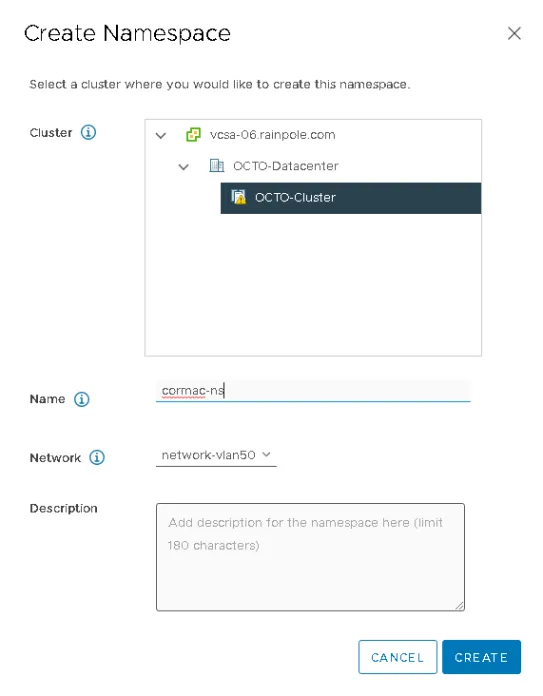 Create Namespace
Select a cluster where you would like to create this namespace.
Cluster
vcsa-06.rainpole.com
OCTO-Datacenter
OCTO-Cluster
Name
cormac-ns
Network
network-vlan50
Description
Add description for the namespace here (limit
180 characters)
CANCEL
CREATE